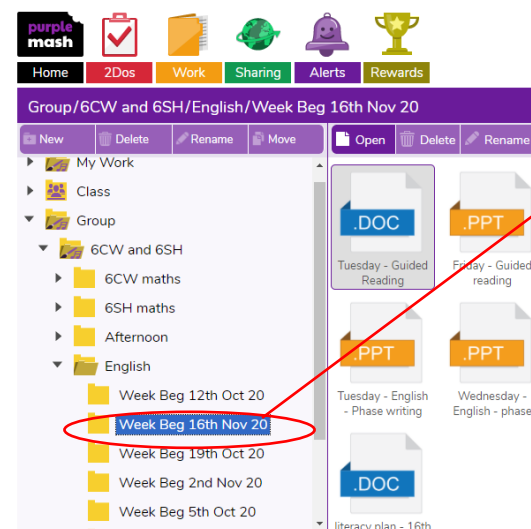 purple
mash
Home 2Dos Work Sharing Alerts Rewards
Group/6CW and 6SH/English/Week Beg 16th Nov 20
New Delete Rename Move
Open Delete Rename
My Work
Class
Group
6CW and 6SH
6CW maths
6SH maths
Afternoon
English
Week Beg 12th Oct 20
Week Beg 16th Nov 20
Week Beg 19th Oct 20
Week Beg 2nd Nov 20
Week Beg 5th Oct 20
.DOC
Tuesday - Guided
Reading
.PPT
Friday - Guided
reading
.PPT
Tuesday - English
- Phase writing
.PPT
Wednesday -
English - phase
.DOC
literacy plan - 16th